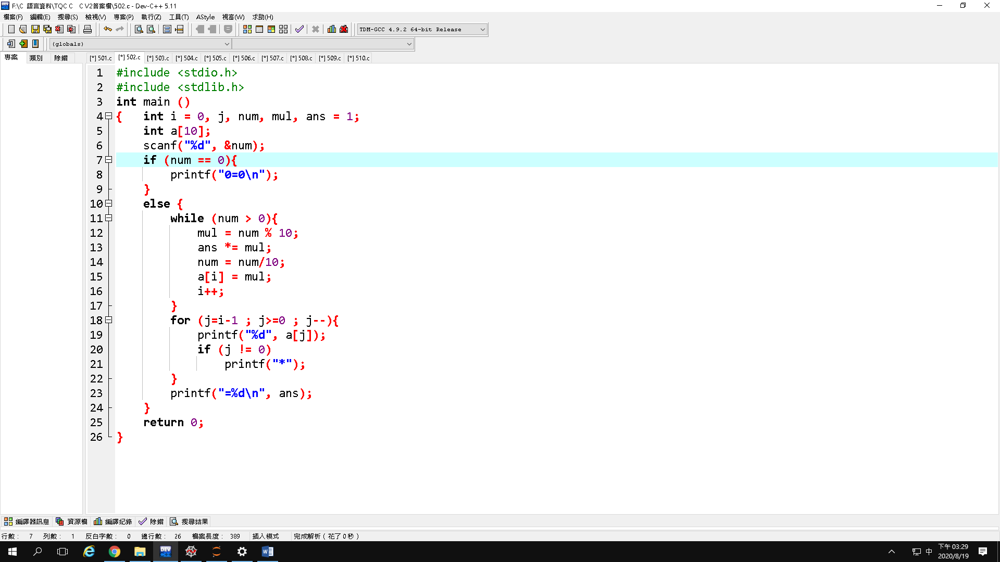 F:\C 語言資料\TQC C    C V2答案檔\502.c - Dev-C++ 5.11
檔案(F) 編輯(E) 搜尋(S) 檢視(V) 專案(P) 執行(Z) 工具(T) AStyle 視窗(W) 求助(H)
TDM-GCC 4.9.2 64-bit Release
(globals)
專案 類別 除錯
[*] 501.c [*] 502.c [*] 503.c [*] 504.c [*] 505.c [*] 506.c [*] 507.c [*] 508.c [*] 509.c [*] 510.c
1 #include <stdio.h>
2 #include <stdlib.h>
3 int main ()
4 {   int i = 0, j, num, mul, ans = 1;
5     int a[10];
6     scanf("%d", &num);
7     if (num == 0){
8         printf("0=0\n");
9     }
10     else {
11         while (num > 0){
12             mul = num % 10;
13             ans *= mul;
14             num = num/10;
15             a[i] = mul;
16             i++;
17         }
18         for (j=i-1 ; j>=0 ; j--){
19             printf("%d", a[j]);
20             if (j != 0)
21                 printf("*");
22         }
23         printf("=%d\n", ans);
24     }
25     return 0;
26 }
編譯器訊息 資源檔 編譯紀錄 除錯 搜尋結果
行數 : 7 列數 : 1 反白字數 : 0 總行數 : 26 檔案長度 : 389 插入模式 完成解析 ( 花了 0 秒 )
DEV
中
下午 03:29
2020/8/19